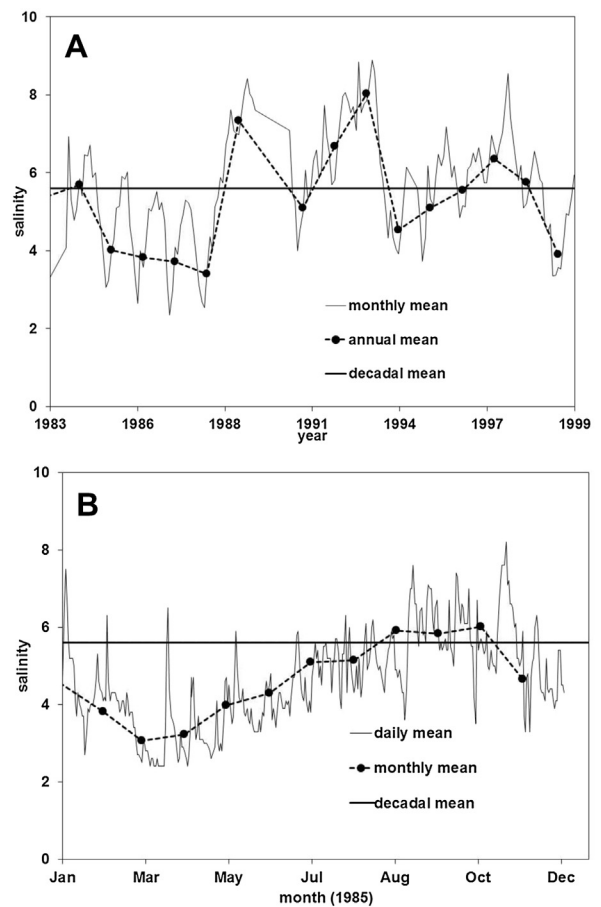 A
10
8
6
4
2
0
salinity
monthly mean
annual mean
decadal mean
1983 1986 1988 1991 1994 1997 1999
year
B
10
8
6
4
2
0
salinity
daily mean
monthly mean
decadal mean
Jan Mar May Jul Aug Oct Dec
month (1985)